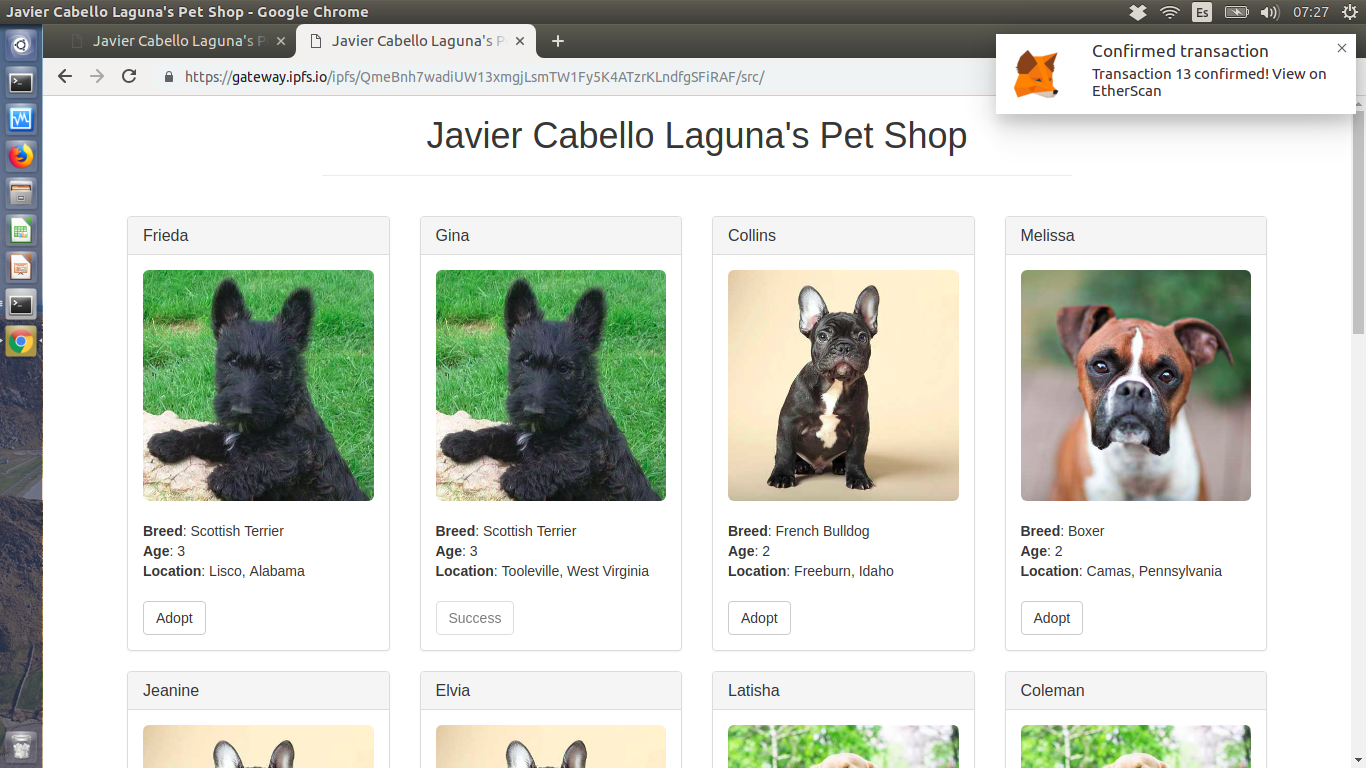 Javier Cabello Laguna's Pet Shop - Google Chrome
Es
07:27
Javier Cabello Laguna's P
Javier Cabello Laguna's P
https://gateway.ipfs.io/ipfs/QmeBnh7wadiUW13xmgjLsmTW1Fy5K4ATzrKLndfgSFiRAF/src/
Confirmed transaction
Transaction 13 confirmed! View on
EtherScan
Javier Cabello Laguna's Pet Shop
Frieda
Breed: Scottish Terrier
Age: 3
Location: Lisco, Alabama
Adopt
Gina
Breed: Scottish Terrier
Age: 3
Location: Tooleville, West Virginia
Success
Collins
Breed: French Bulldog
Age: 2
Location: Freeburn, Idaho
Adopt
Melissa
Breed: Boxer
Age: 2
Location: Camas, Pennsylvania
Adopt
Jeanine
Elvia
Latisha
Coleman